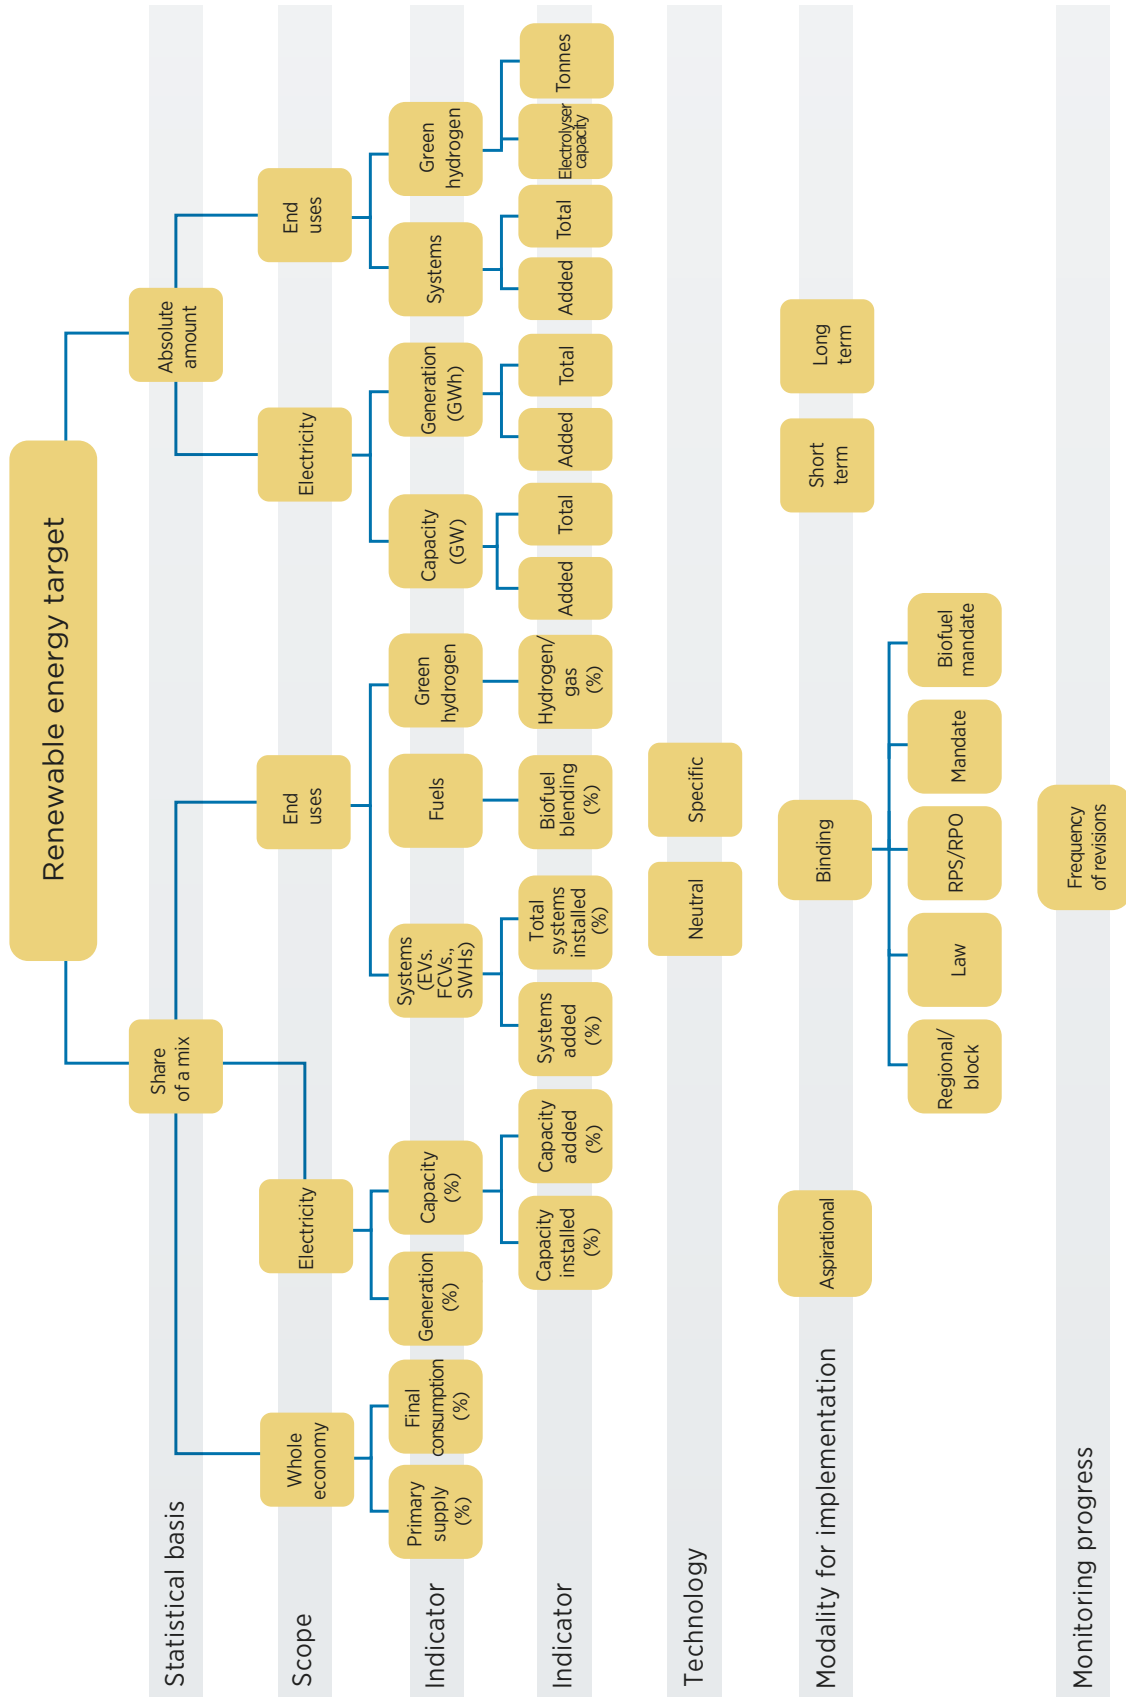 Renewable energy target
Statistical basis
Share
of a mix
Absolute
amount
Scope
Whole
economy
Electricity
End
uses
Electricity
End
uses
Indicator
Primary
supply
(%)
Final
consumption
(%)
Generation
(%)
Capacity
(%)
Systems
(EVs.
FCVs.,
SWHs)
Fuels
Green
hydrogen
Capacity
(GW)
Generation
(GWh)
Systems
Green
hydrogen
Indicator
Capacity
installed
(%)
Capacity
added
(%)
Systems
added
(%)
Total
systems
installed
(%)
Biofuel
blending
(%)
Hydrogen/
gas
(%)
Added
Total
Added
Total
Added
Total
Electrolyser
capacity
Tonnes
Technology
Neutral
Specific
Modality for implementation
Aspirational
Binding
Short
term
Long
term
Regional/
block
Law
RPS/RPO
Mandate
Biofuel
mandate
Monitoring progress
Frequency
of revisions